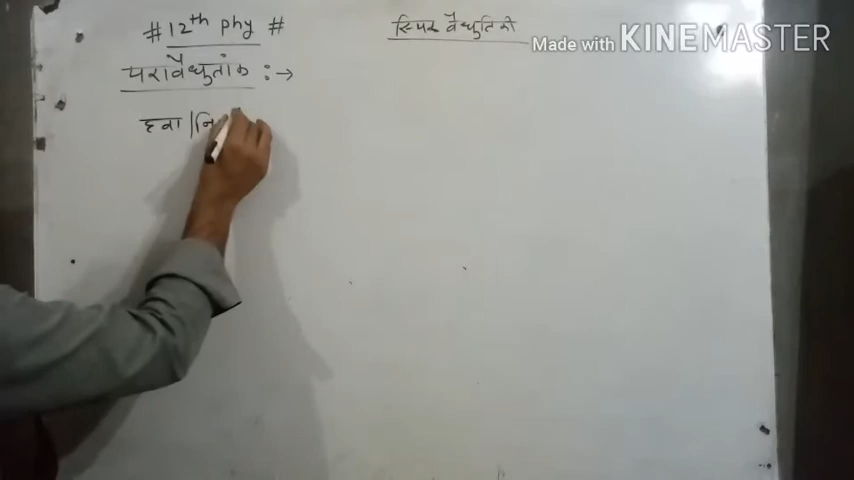 # 12th phy #
स्थिर वैधुतिकी
Made with KINEMASTER
परावैधुतांक :→
हवा | नि